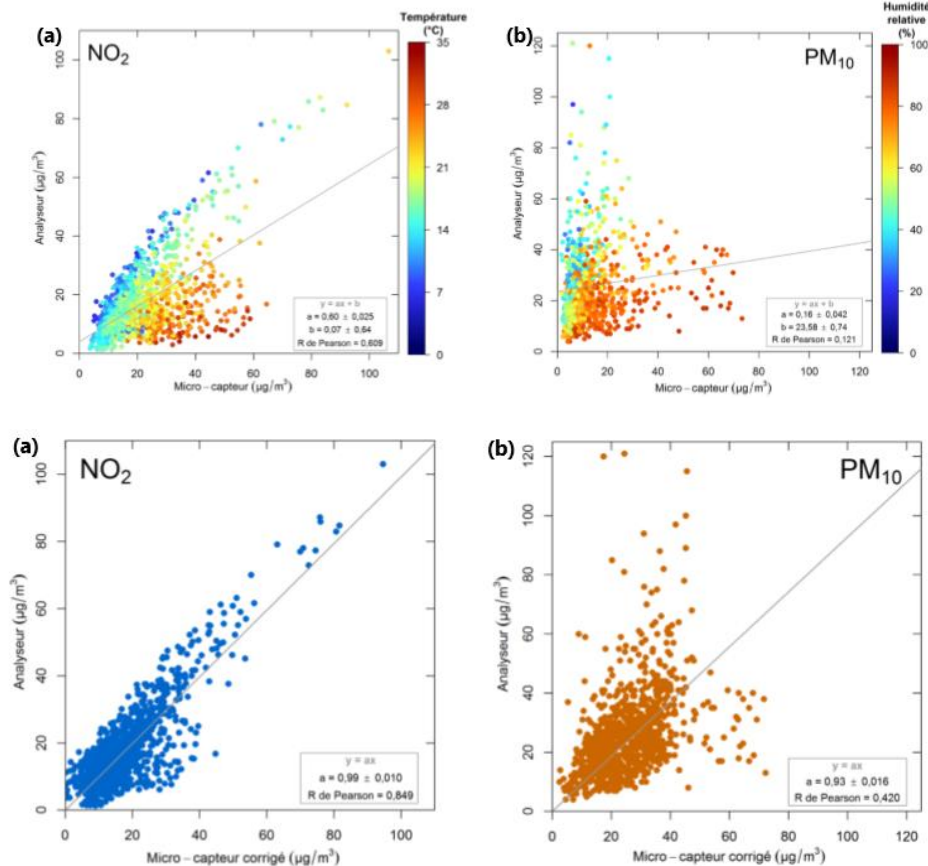 Température
(°C)
(a)
NO2
35
28
21
14
7
0
100
80
60
40
20
0
Analyseur (µg/m³)
0 20 40 60 80 100
Micro−capteur (µg/m³)
y = ax + b
a = 0,60 ± 0,025
b = 0,07 ± 0,64
R de Pearson = 0,609
Humidité
relative
(%)
(b)
PM10
100
80
60
40
20
0
120
100
80
60
40
20
0
Analyseur (µg/m³)
0 20 40 60 80 100 120
Micro−capteur (µg/m³)
y = ax + b
a = 0,16 ± 0,042
b = 23,58 ± 0,74
R de Pearson = 0,121
(a)
NO2
100
80
60
40
20
0
Analyseur (µg/m³)
0 20 40 60 80 100
Micro−capteur corrigé (µg/m³)
y = ax
a = 0,99 ± 0,010
R de Pearson = 0,849
(b)
PM10
120
100
80
60
40
20
0
Analyseur (µg/m³)
0 20 40 60 80 100 120
Micro−capteur corrigé (µg/m³)
y = ax
a = 0,93 ± 0,016
R de Pearson = 0,420